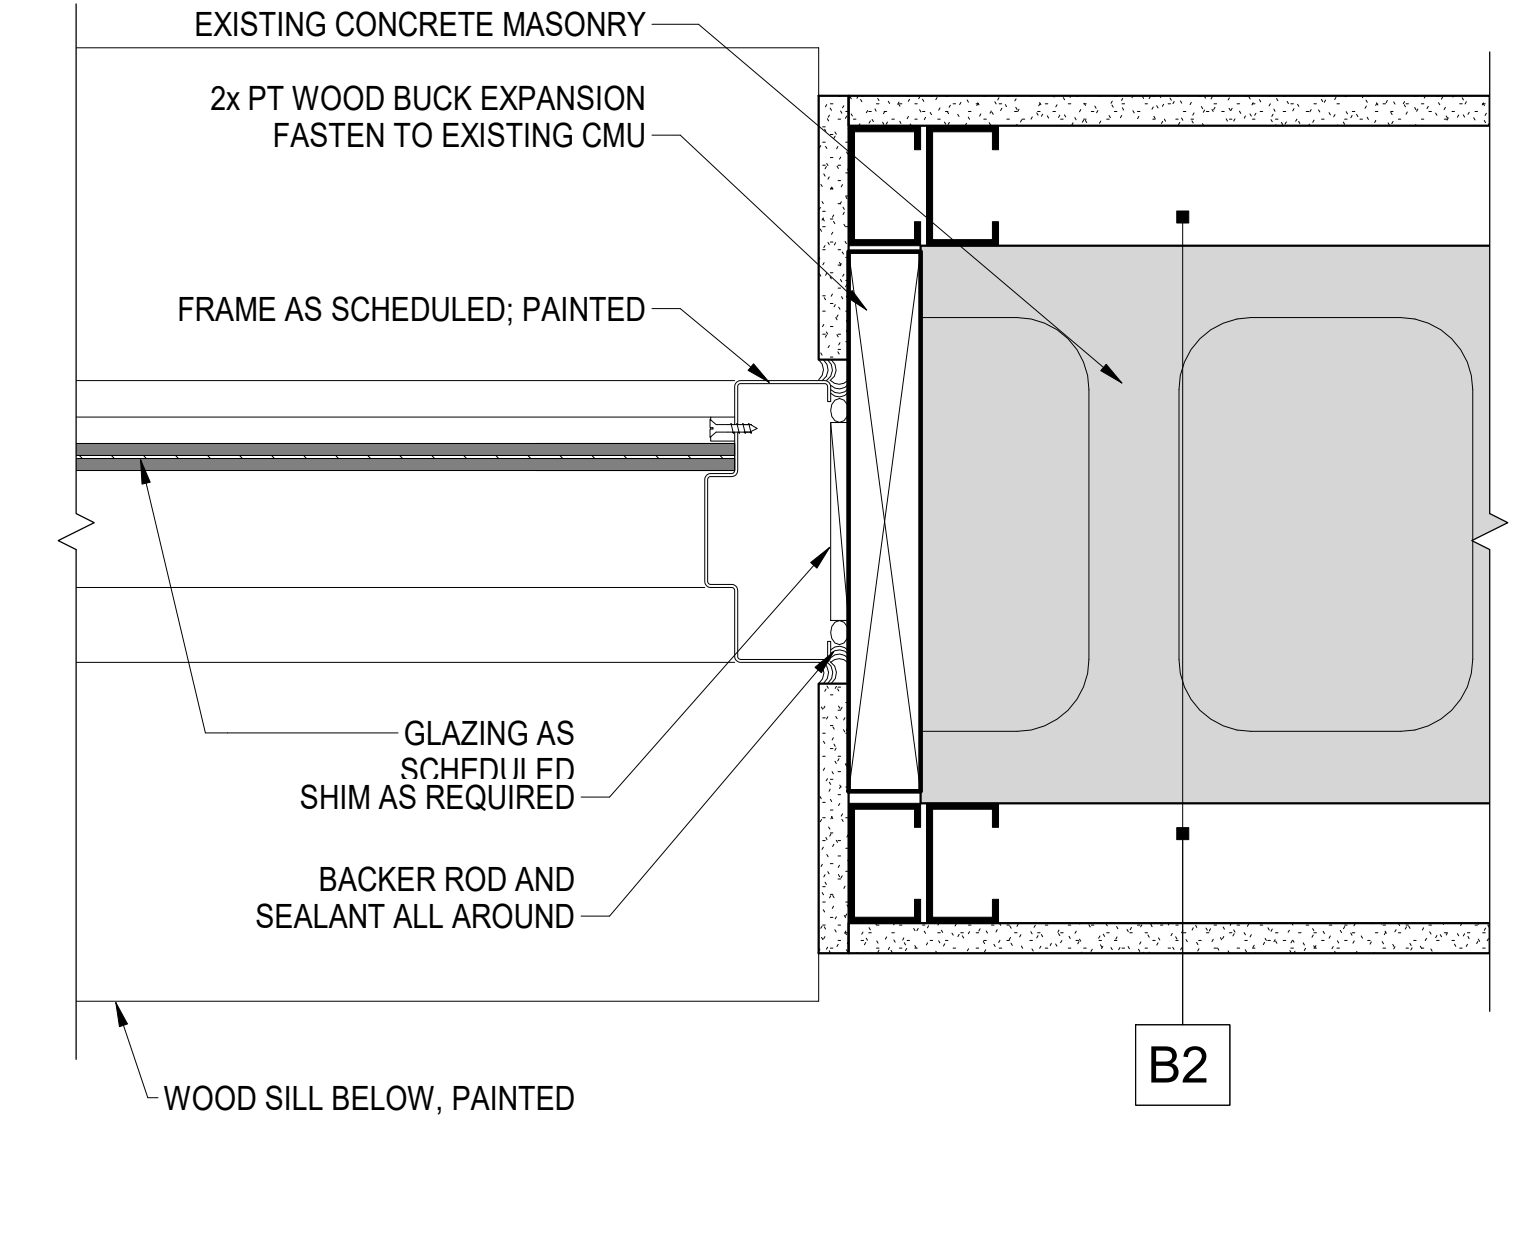 EXISTING CONCRETE MASONRY
2x PT WOOD BUCK EXPANSION
FASTEN TO EXISTING CMU
FRAME AS SCHEDULED; PAINTED
GLAZING AS
SCHEDULED
SHIM AS REQUIRED
BACKER ROD AND
SEALANT ALL AROUND
B2
WOOD SILL BELOW, PAINTED